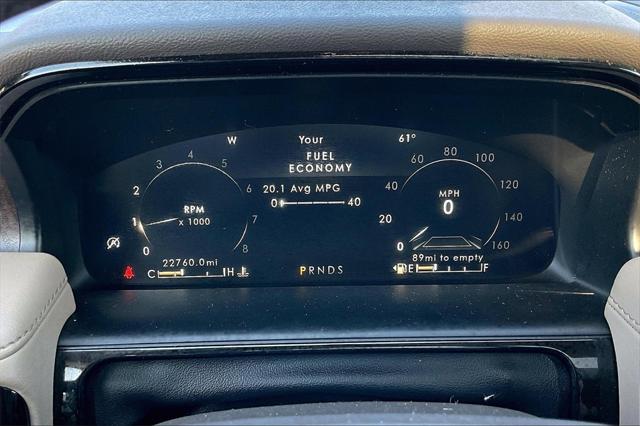 W Your 61°
FUEL
ECONOMY
20.1 Avg MPG
0 40
0 1 2 3 4 5 6 7 8
RPM
x 1000
0 20 40 60 80 100 120 140 160
MPH
0
22760.0mi
C H
PRNDS
89mi to empty
E F